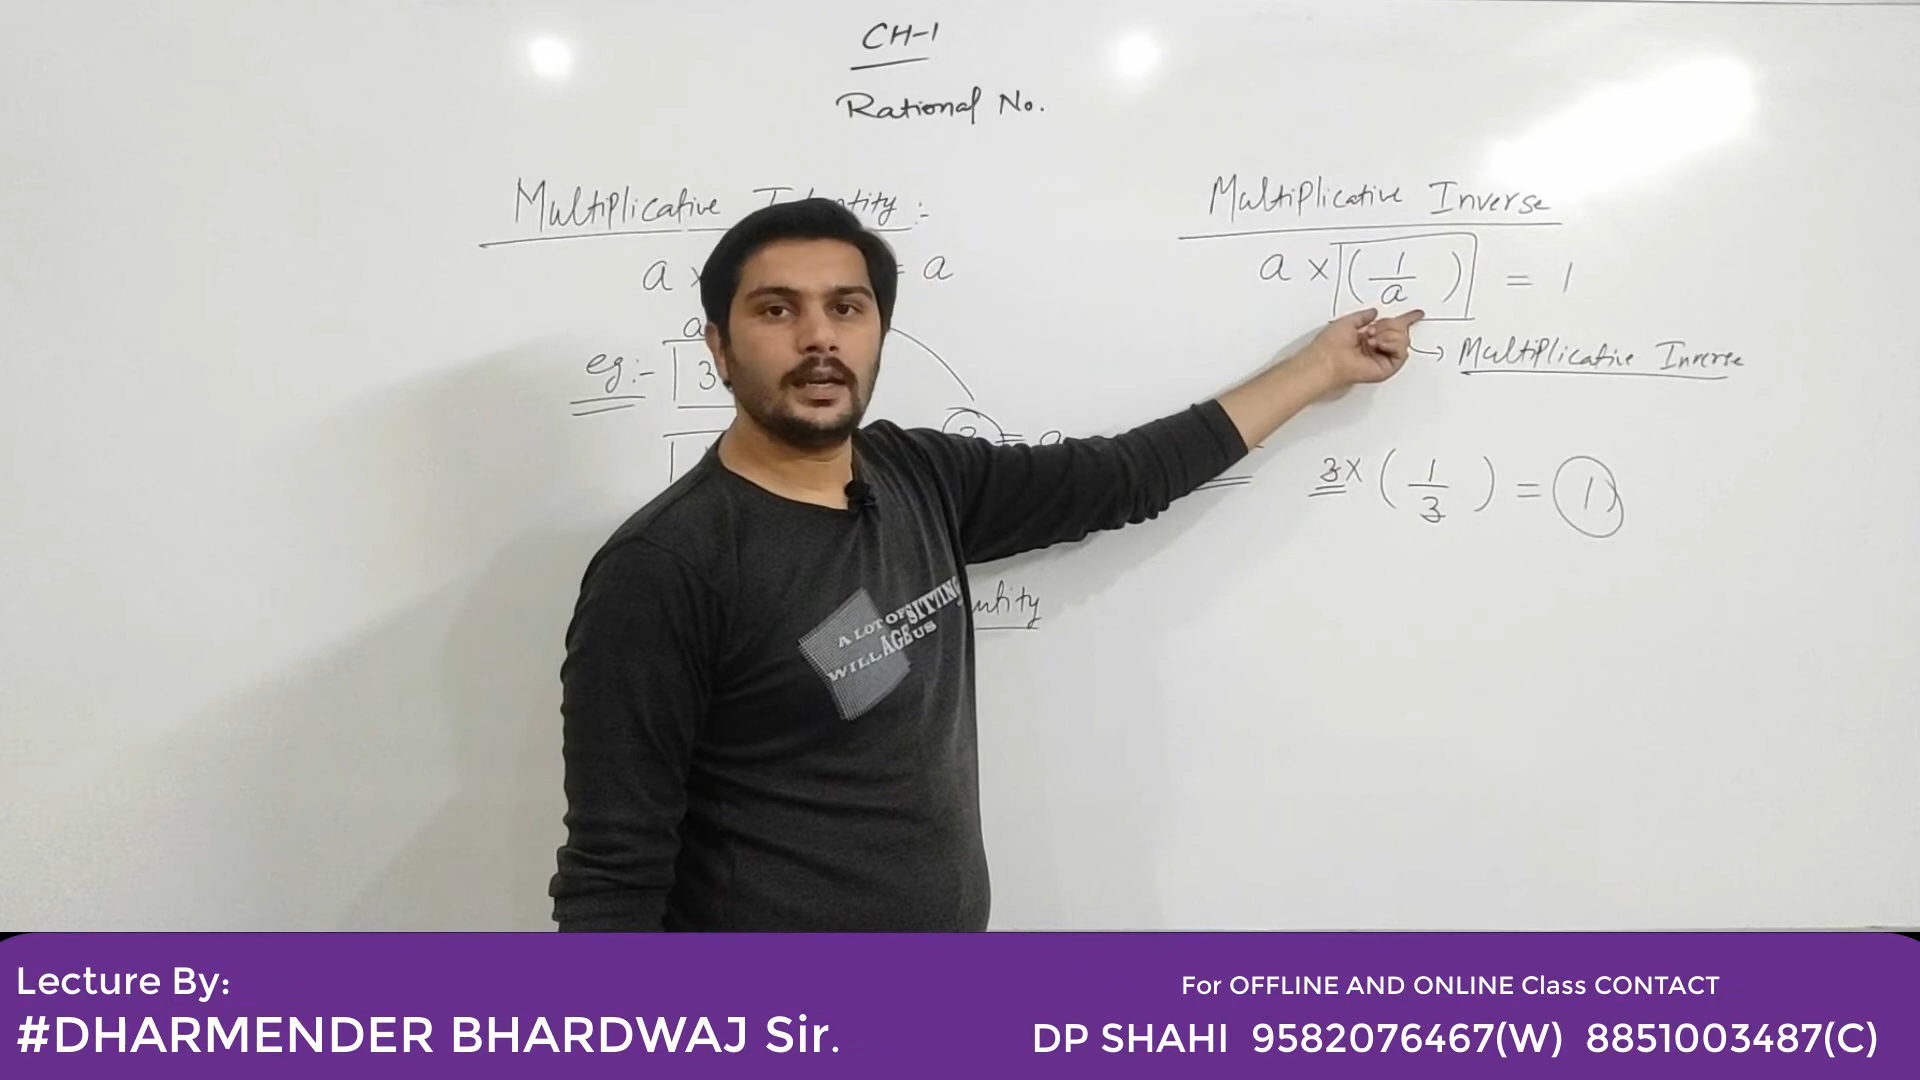 CH-1
Rational No.
Multiplicative
:-
a ×
= a
a
eg:- 3
Multiplicative Inverse
a × ( 1/a ) = 1
Multiplicative Inverse
3 × ( 1/3 ) = 1
A LOT OF SITTING
WILL AGE US
Lecture By:
#DHARMENDER BHARDWAJ Sir.
For OFFLINE AND ONLINE Class CONTACT
DP SHAHI 9582076467(W) 8851003487(C)